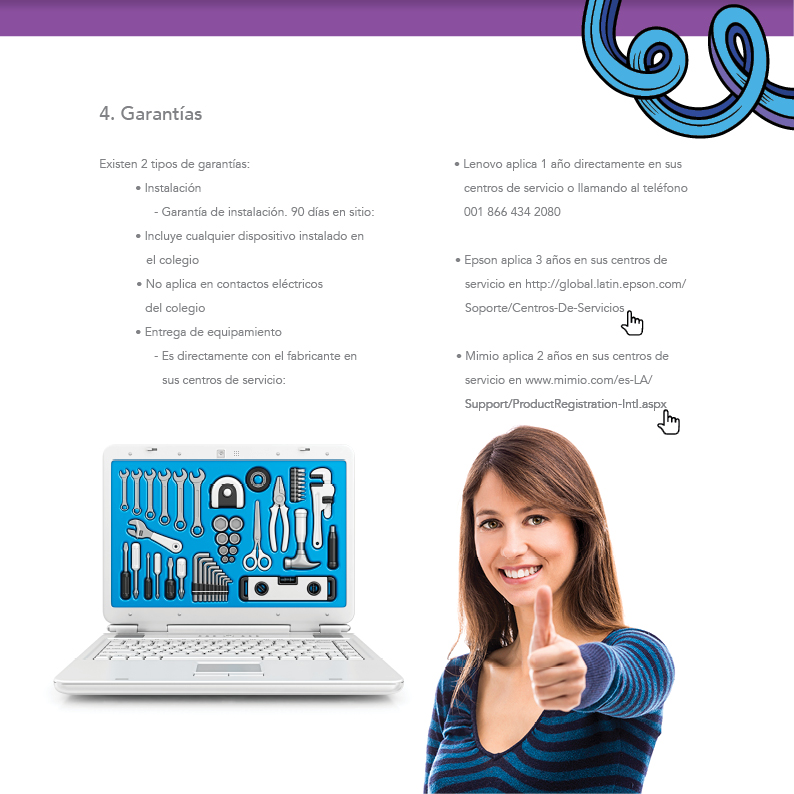 4. Garantías
Existen 2 tipos de garantías:
• Instalación
- Garantía de instalación. 90 días en sitio:
• Incluye cualquier dispositivo instalado en
el colegio
• No aplica en contactos eléctricos
del colegio
• Entrega de equipamiento
- Es directamente con el fabricante en
sus centros de servicio:
• Lenovo aplica 1 año directamente en sus
centros de servicio o llamando al teléfono
001 866 434 2080
• Epson aplica 3 años en sus centros de
servicio en http://global.latin.epson.com/
Soporte/Centros-De-Servicios
• Mimio aplica 2 años en sus centros de
servicio en www.mimio.com/es-LA/
Support/ProductRegistration-Intl.aspx